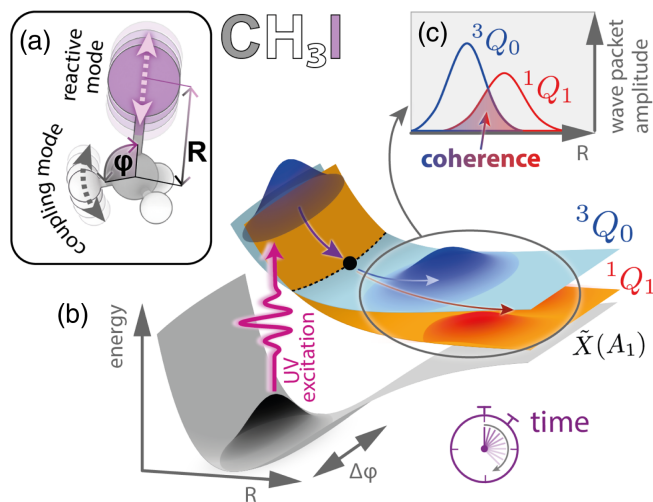 (a)
reactive
mode
φ
R
coupling mode
CH₃I
(c)
³Q₀
¹Q₁
coherence
R
wave packet
amplitude
³Q₀
¹Q₁
X̃(A₁)
(b)
energy
UV
excitation
R
Δφ
time